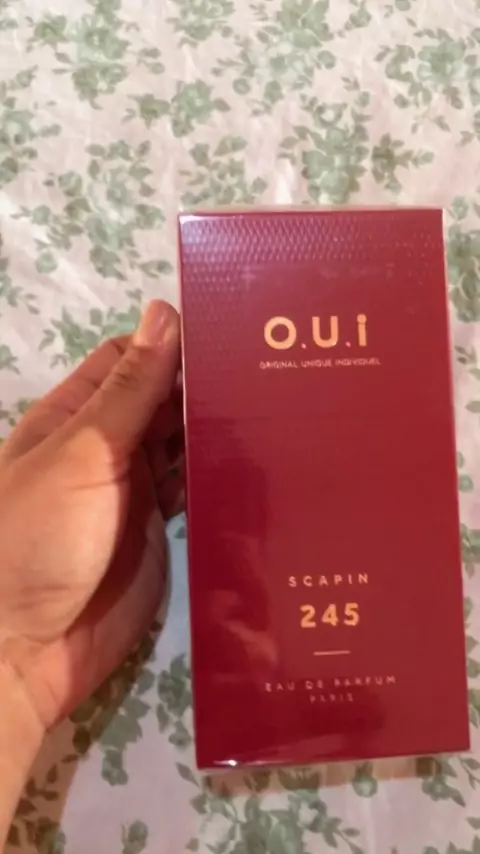 O.U.i
ORIGINAL UNIQUE INDIVIDUEL
SCAPIN
245
EAU DE PARFUM
PARIS